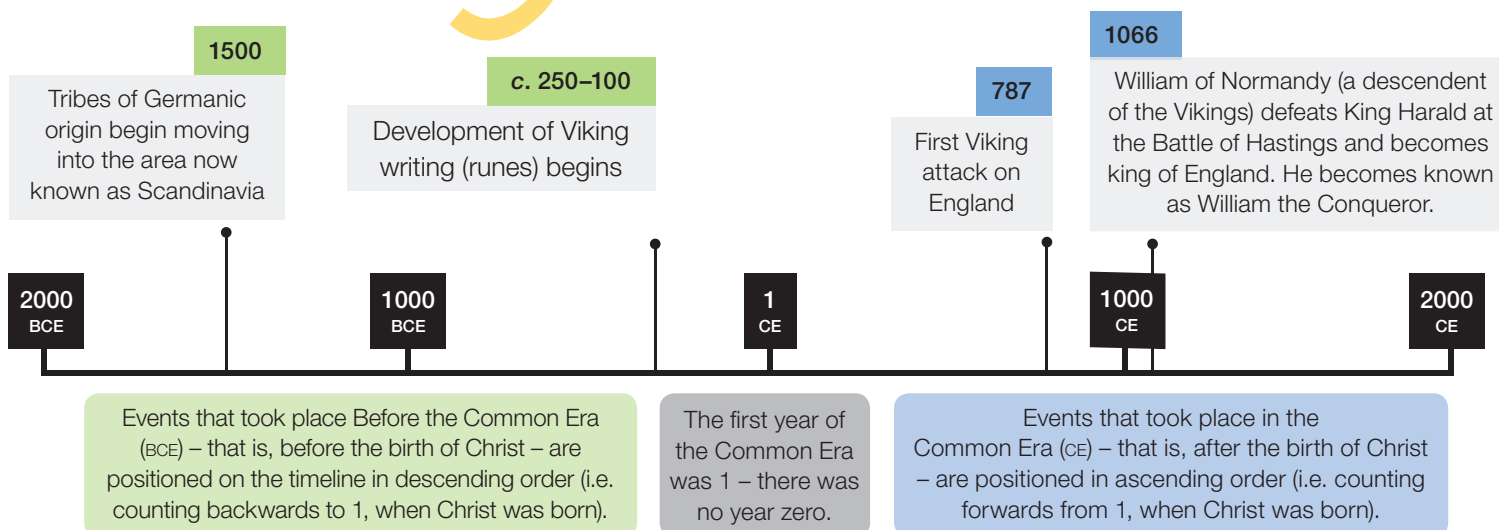 1500
Tribes of Germanic
origin begin moving
into the area now
known as Scandinavia
c. 250–100
Development of Viking
writing (runes) begins
787
First Viking
attack on
England
1066
William of Normandy (a descendent
of the Vikings) defeats King Harald at
the Battle of Hastings and becomes
king of England. He becomes known
as William the Conqueror.
2000
BCE
1000
BCE
1
CE
1000
CE
2000
CE
Events that took place Before the Common Era
(BCE) – that is, before the birth of Christ – are
positioned on the timeline in descending order (i.e.
counting backwards to 1, when Christ was born).
The first year of
the Common Era
was 1 – there was
no year zero.
Events that took place in the
Common Era (CE) – that is, after the birth of Christ
– are positioned in ascending order (i.e. counting
forwards from 1, when Christ was born).